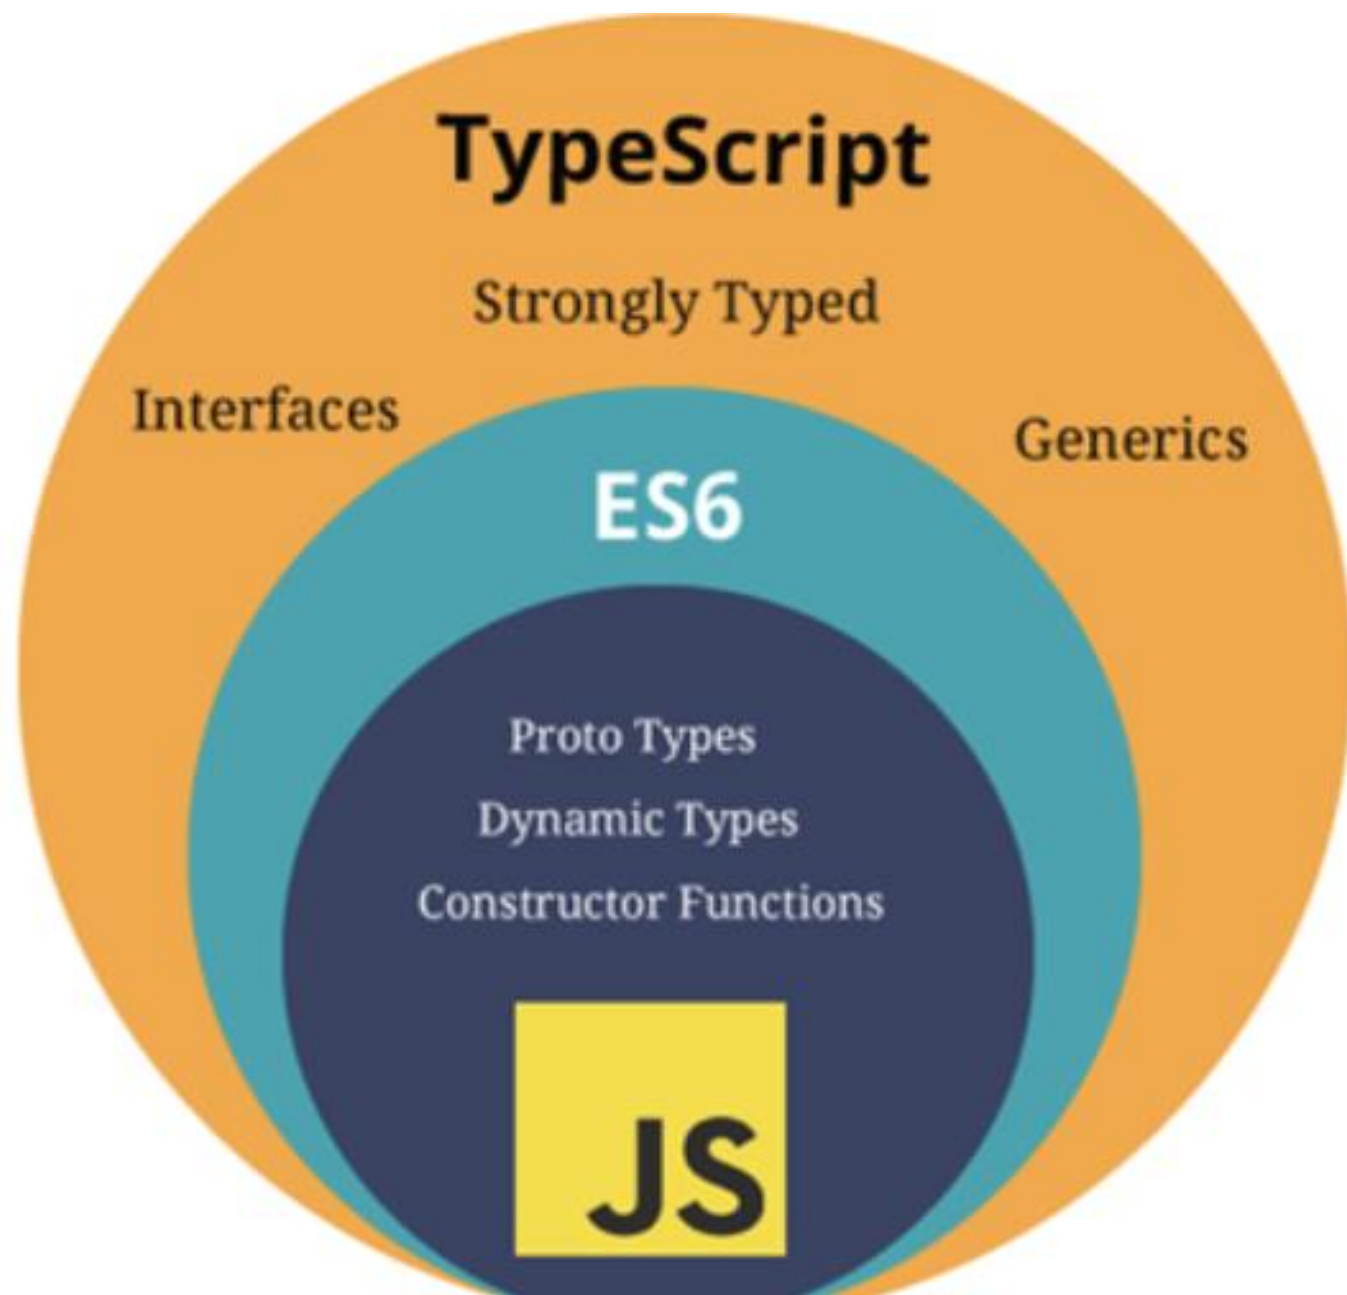 TypeScript
Strongly Typed
Interfaces
Generics
ES6
Proto Types
Dynamic Types
Constructor Functions
JS